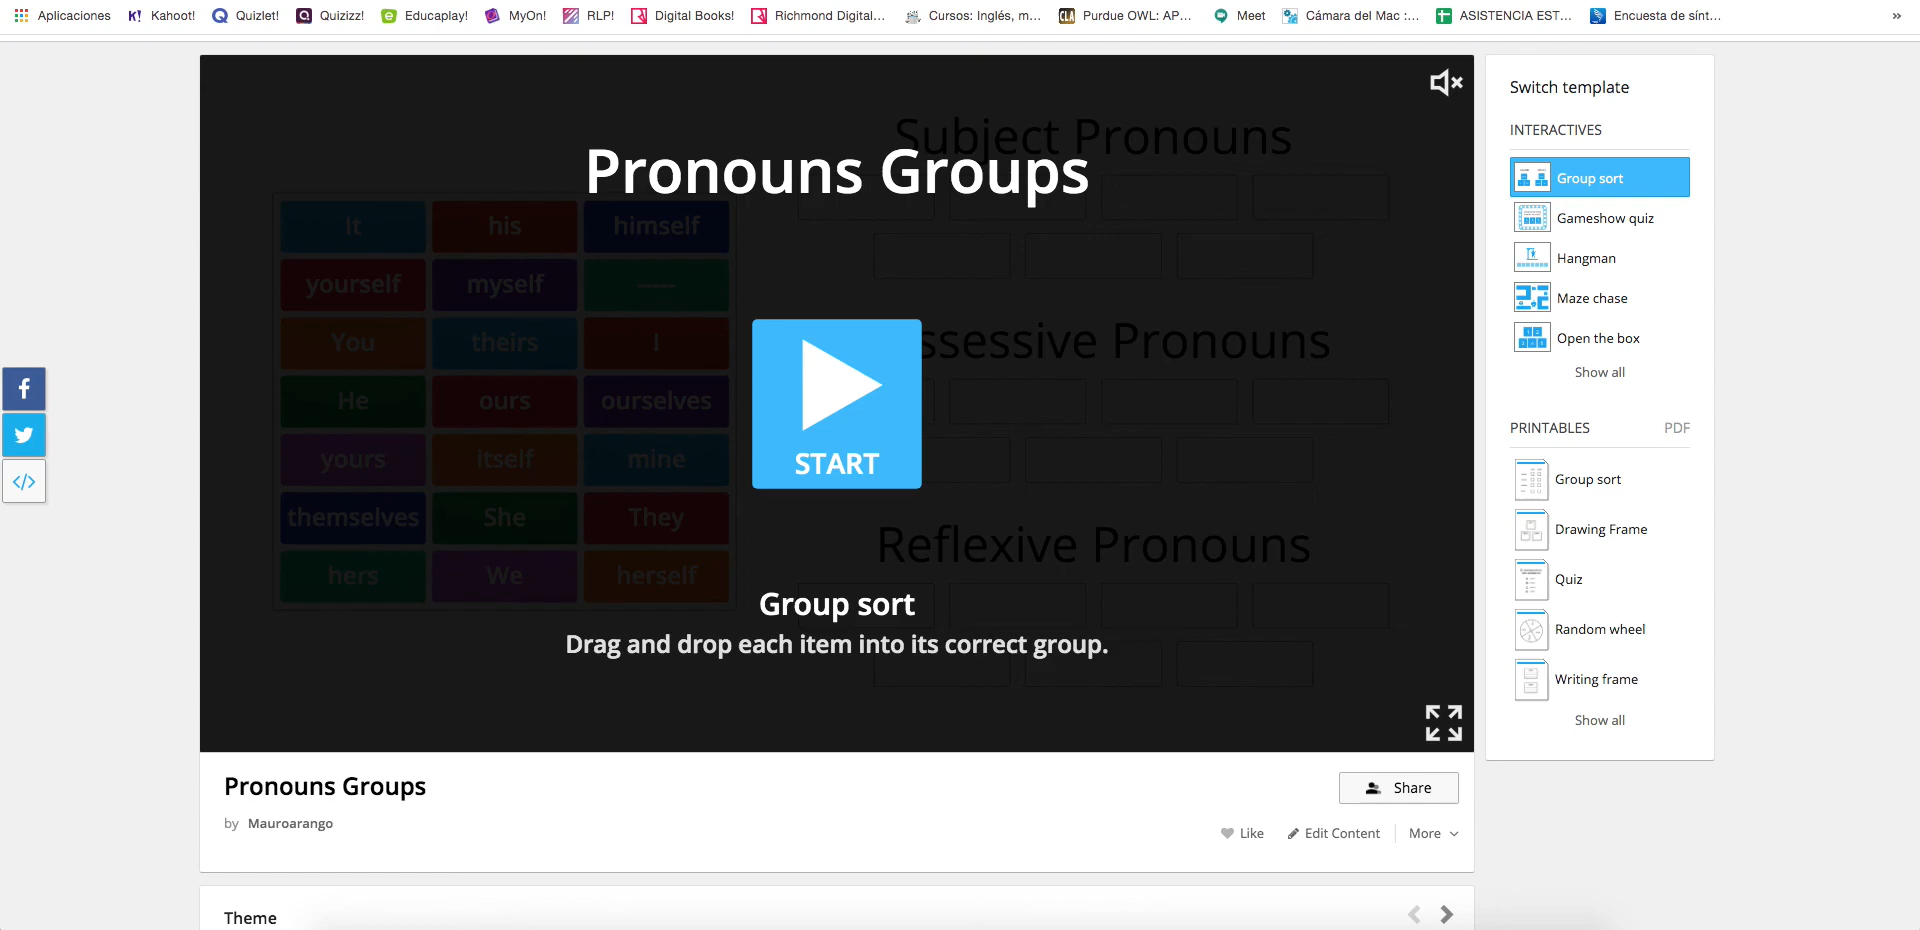 Aplicaciones Kahoot! Quizlet! Quizizz! Educaplay! MyOn! RLP! Digital Books! Richmond Digital... Cursos: Inglés, m... Purdue OWL: AP... Meet Cámara del Mac :... ASISTENCIA EST... Encuesta de sínt... »
Subject Pronouns
Pronouns Groups
It his himself
yourself myself -----
You theirs I
ssessive Pronouns
He ours ourselves
yours itself mine
START
themselves She They
Reflexive Pronouns
hers We herself
Group sort
Drag and drop each item into its correct group.
Switch template
INTERACTIVES
Group sort
Gameshow quiz
Hangman
Maze chase
Open the box
Show all
PRINTABLES PDF
Group sort
Drawing Frame
Quiz
Random wheel
Writing frame
Show all
Pronouns Groups
Share
by Mauroarango
Like Edit Content More
Theme